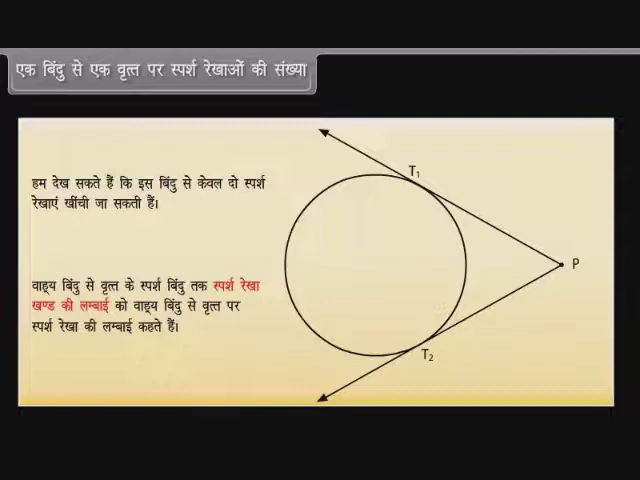 एक बिंदु से एक वृत्त पर स्पर्श रेखाओं की संख्या
हम देख सकते हैं कि इस बिंदु से केवल दो स्पर्श
रेखाएं खींची जा सकती हैं।
वाह्य बिंदु से वृत्त के स्पर्श बिंदु तक स्पर्श रेखा
खण्ड की लम्बाई को वाह्य बिंदु से वृत्त पर
स्पर्श रेखा की लम्बाई कहते हैं।
T₁
P
T₂